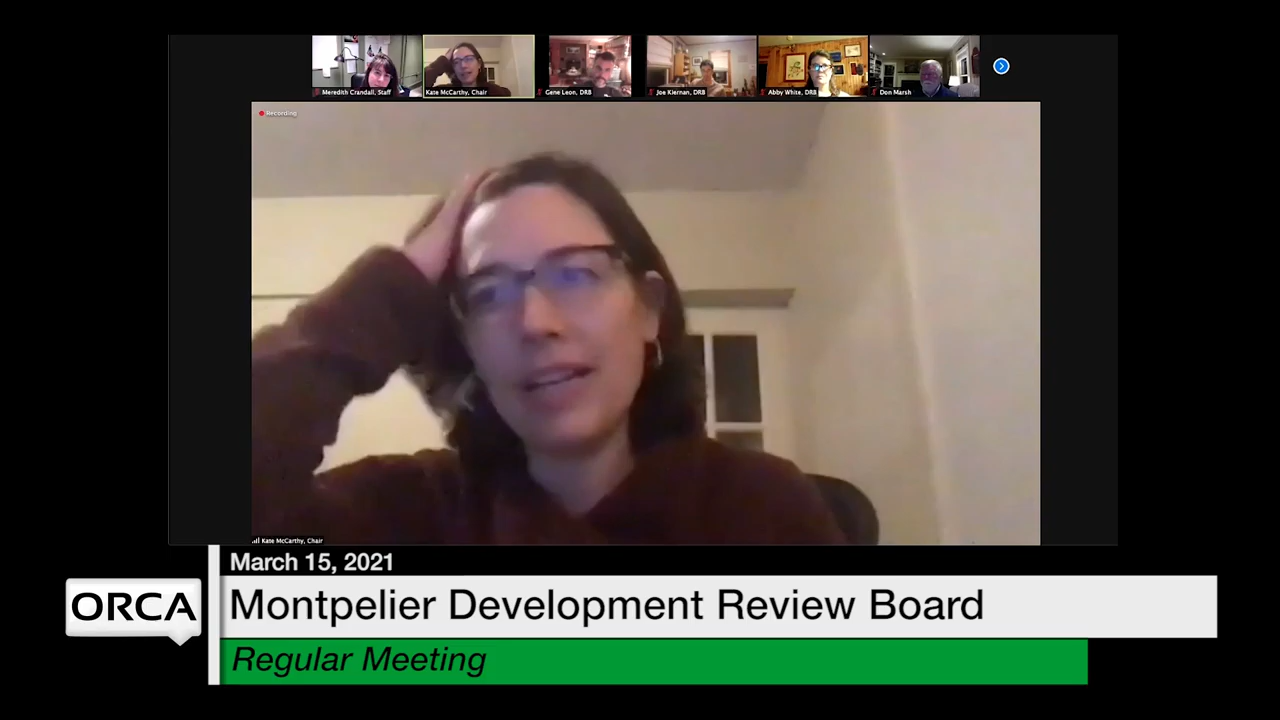 Meredith Crandall, Staff
Kate McCarthy, Chair
Gene Leon, DRB
Joe Kiernan, DRB
Abby White, DRB
Don Marsh
Recording
Kate McCarthy, Chair
March 15, 2021
ORCA
Montpelier Development Review Board
Regular Meeting